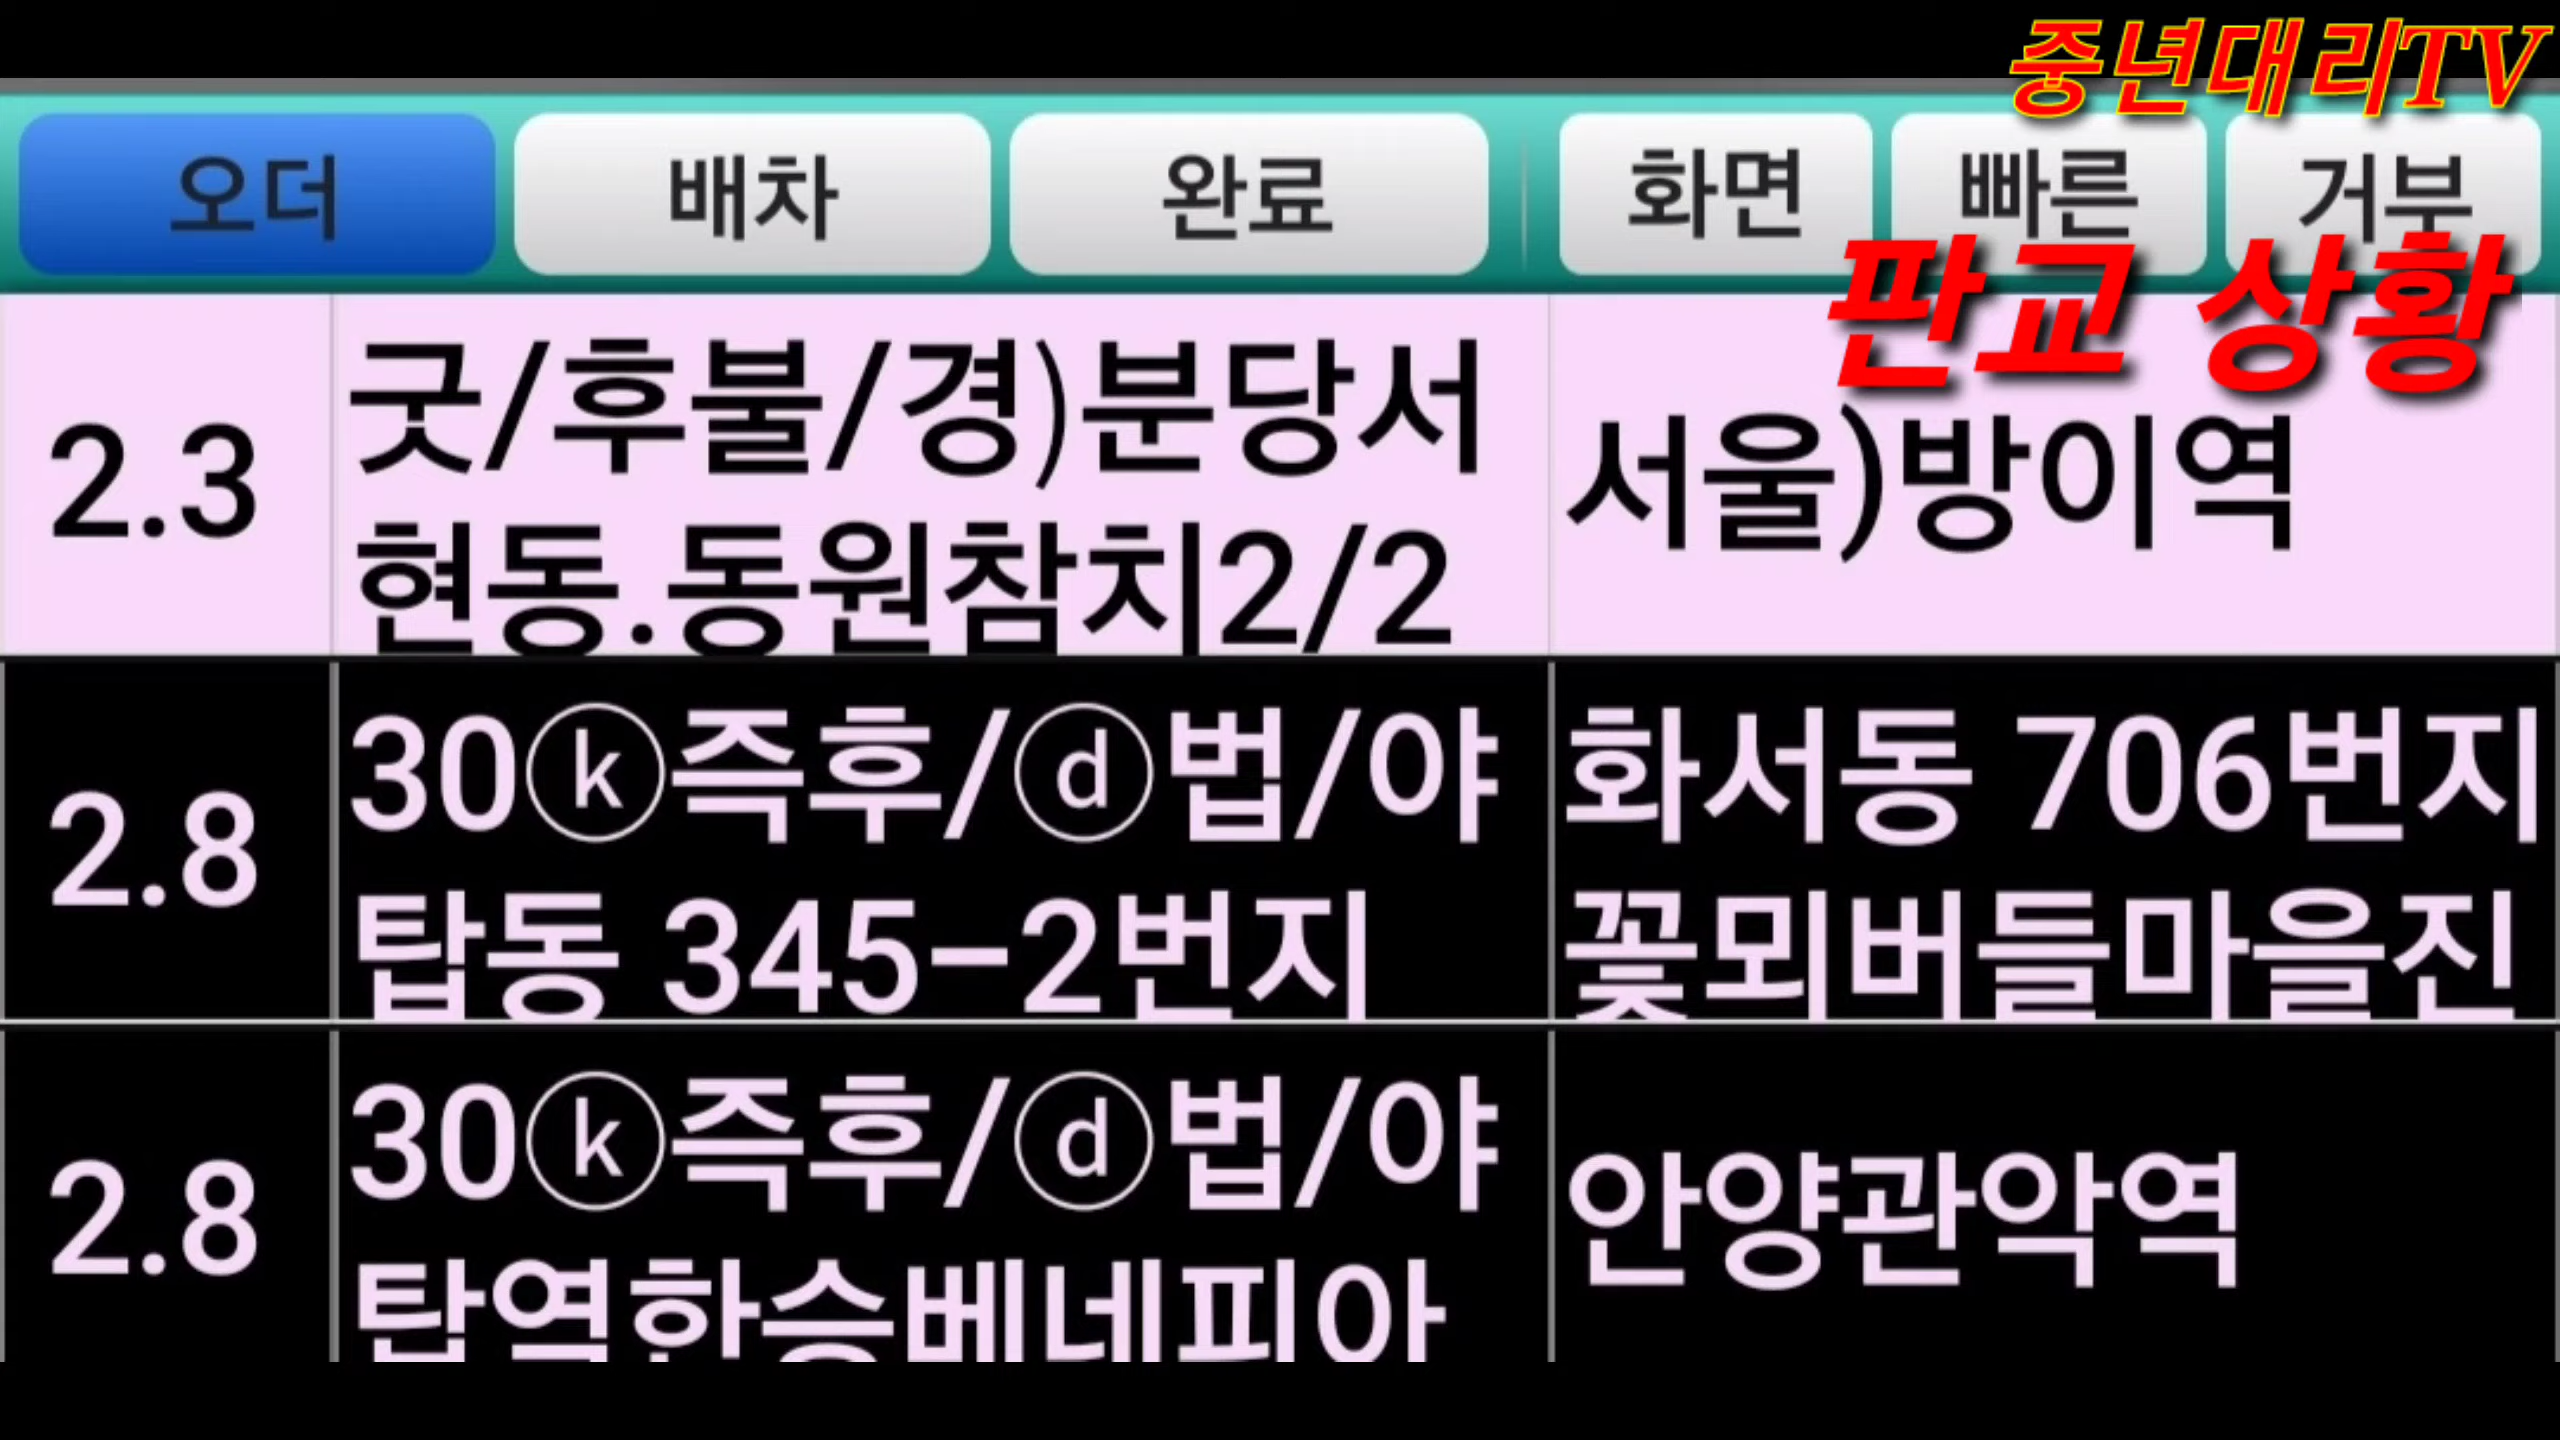 중년대리TV
오더 배차 완료 화면 빠른 거부
판교 상황
2.3
굿/후불/경)분당서
현동.동원참치2/2
서울)방이역
2.8
30ⓚ즉후/ⓓ법/야
탑동 345-2번지
화서동 706번지
꽃뫼버들마을진
2.8
30ⓚ즉후/ⓓ법/야
탑역한승베네피아
안양관악역